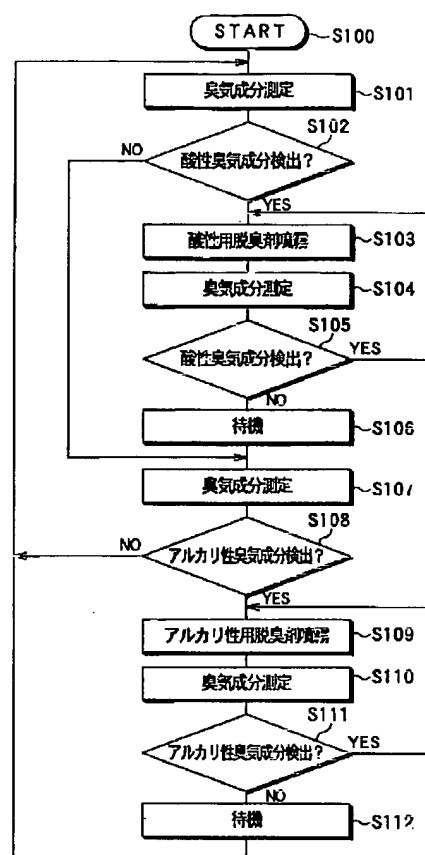 START
S100
臭気成分測定
S101
S102
NO
酸性臭気成分検出?
YES
酸性用脱臭剤噴霧
S103
臭気成分測定
S104
S105
酸性臭気成分検出?
YES
NO
待機
S106
臭気成分測定
S107
S108
NO
アルカリ性臭気成分検出?
YES
アルカリ性用脱臭剤噴霧
S109
臭気成分測定
S110
S111
アルカリ性臭気成分検出?
YES
NO
待機
S112